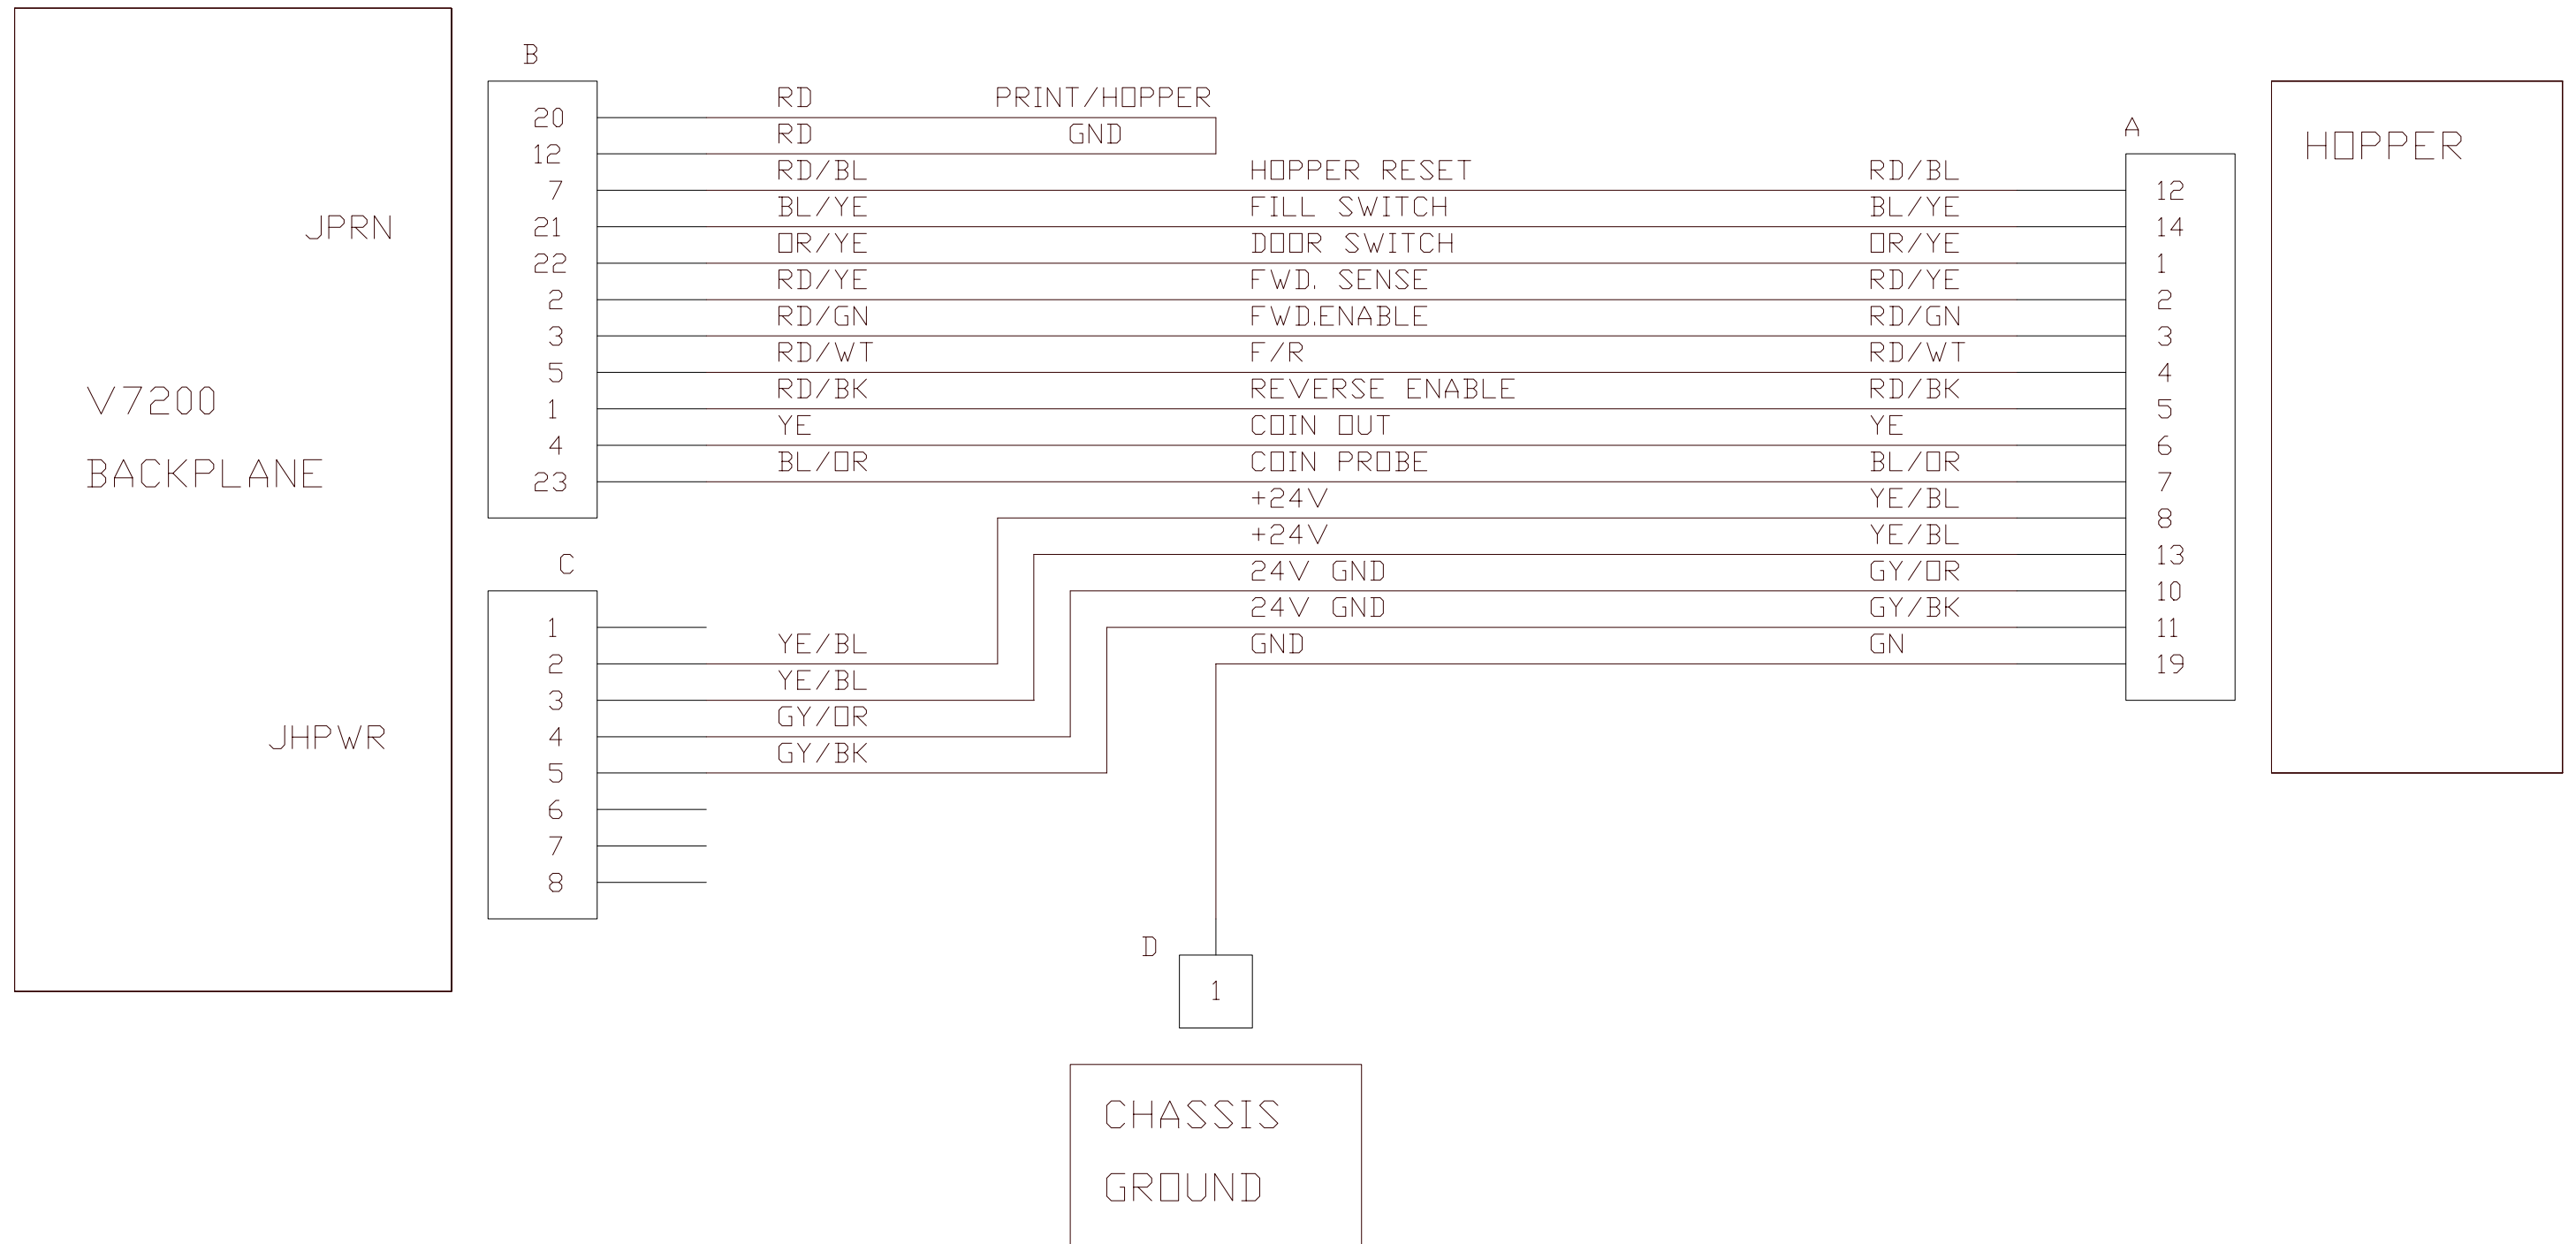 B
RD PRINT/HOPPER
20
RD GND
A
12
HOPPER
RD/BL HOPPER RESET RD/BL
7 12
BL/YE FILL SWITCH BL/YE
JPRN
21 14
OR/YE DOOR SWITCH OR/YE
22 1
RD/YE FWD. SENSE RD/YE
2 2
RD/GN FWD.ENABLE RD/GN
3 3
RD/WT F/R RD/WT
5 4
V7200
RD/BK REVERSE ENABLE RD/BK
1 5
YE COIN OUT YE
4 6
BL/OR COIN PROBE BL/OR
BACKPLANE
23 7
+24V YE/BL
8
+24V YE/BL
C
13
24V GND GY/OR
10
24V GND GY/BK
1 11
YE/BL GND GN
2 19
YE/BL
3
GY/OR
JHPWR
4
GY/BK
5
6
7
8
D
1
CHASSIS
GROUND